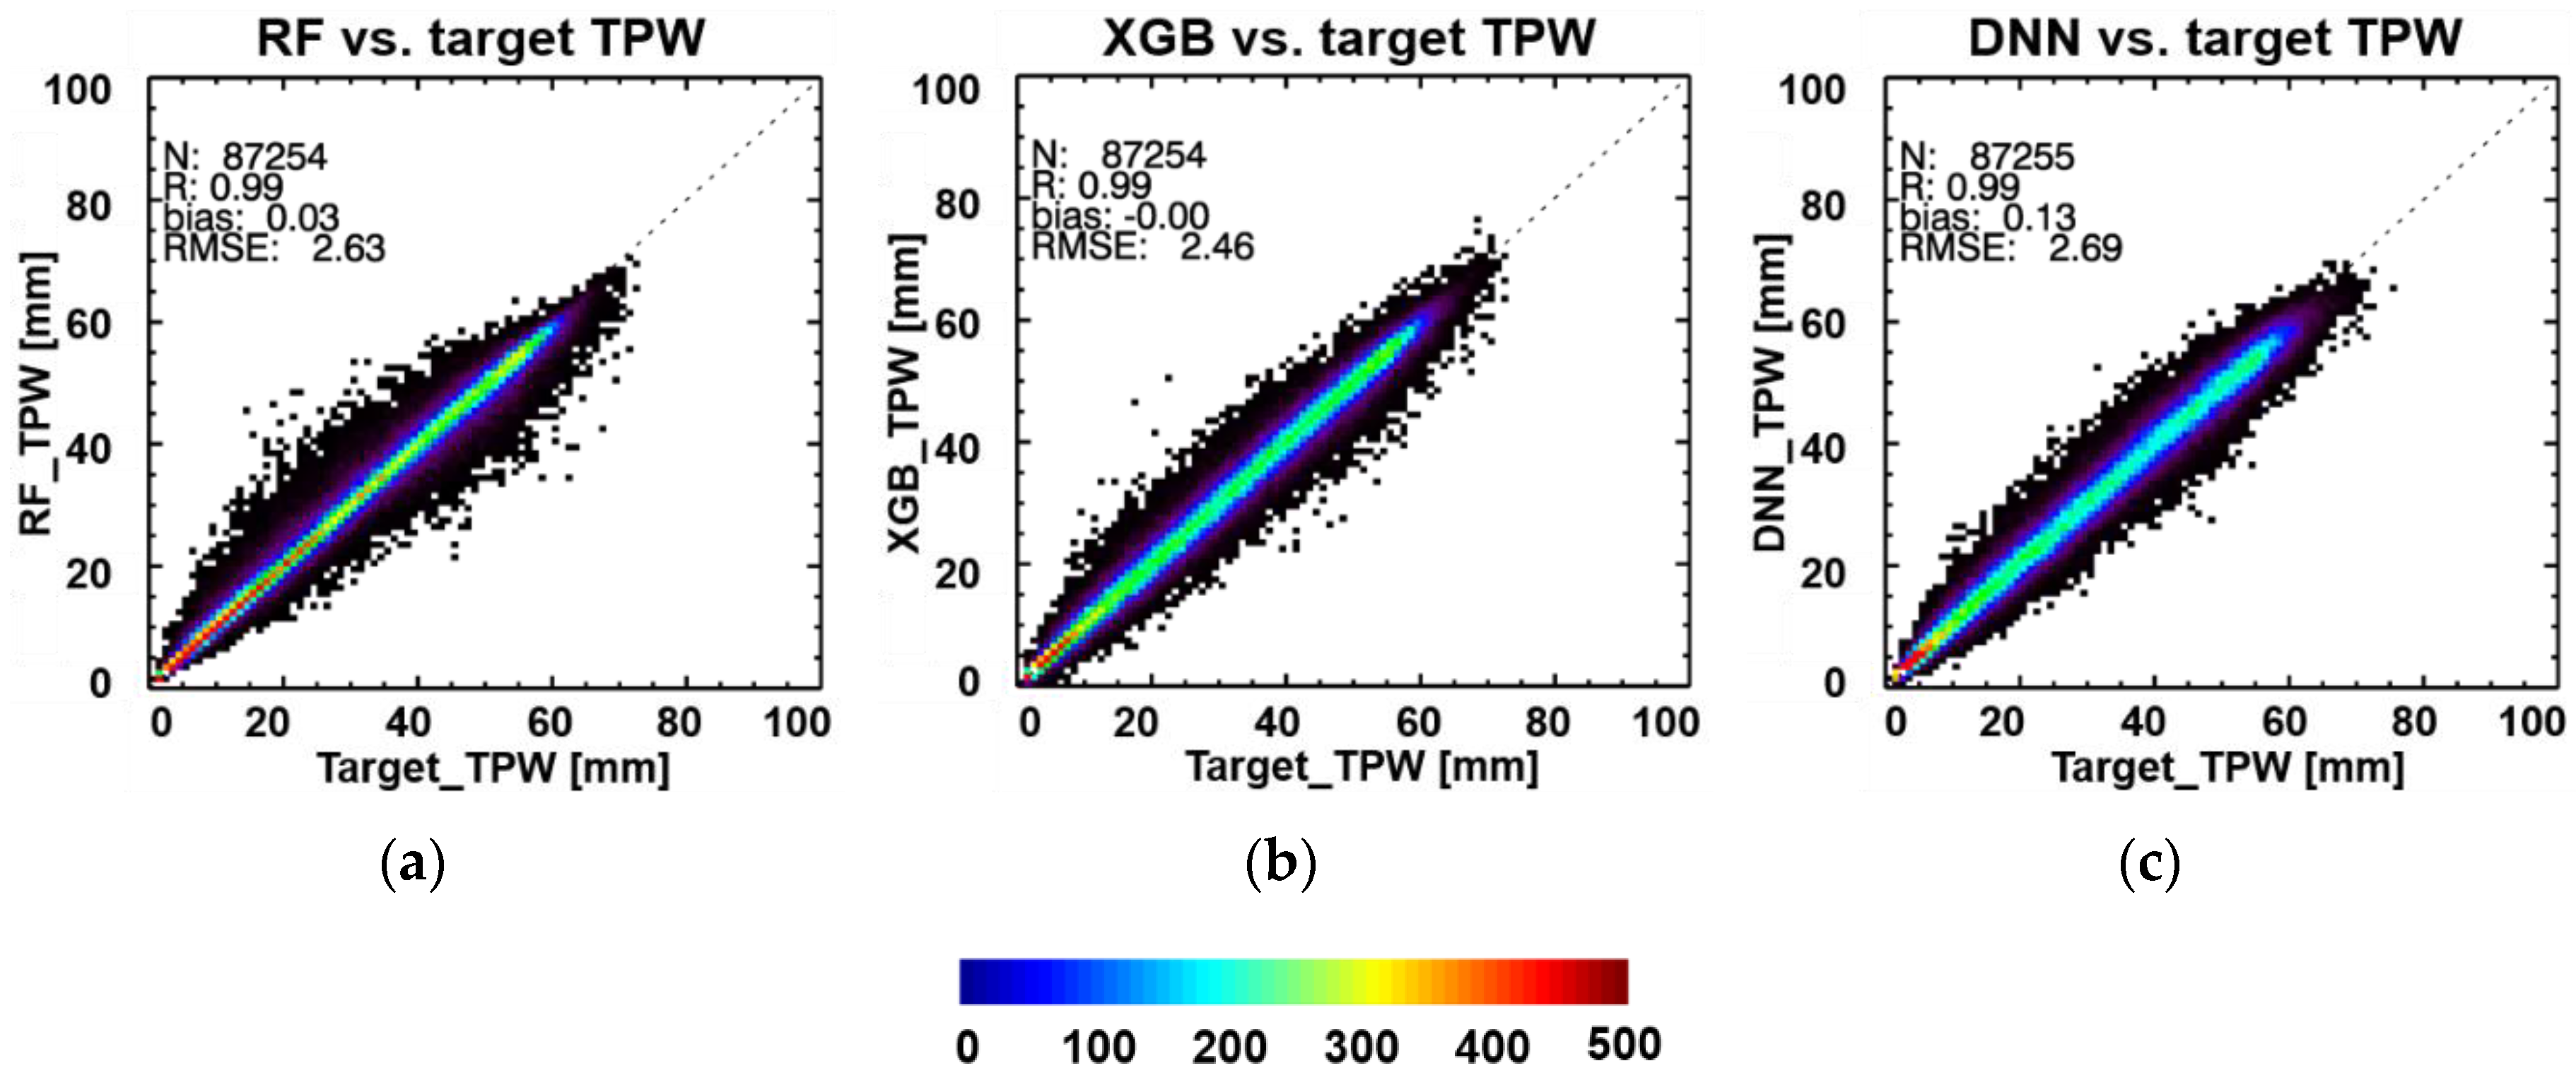 RF vs. target TPW
100
80
60
40
20
0
N: 87254
R: 0.99
bias: 0.03
RMSE: 2.63
RF_TPW [mm]
0 20 40 60 80 100
Target_TPW [mm]
(a)
XGB vs. target TPW
100
80
60
40
20
0
N: 87254
R: 0.99
bias: -0.00
RMSE: 2.46
XGB_TPW [mm]
0 20 40 60 80 100
Target_TPW [mm]
(b)
DNN vs. target TPW
100
80
60
40
20
0
N: 87255
R: 0.99
bias: 0.13
RMSE: 2.69
DNN_TPW [mm]
0 20 40 60 80 100
Target_TPW [mm]
(c)
0 100 200 300 400 500